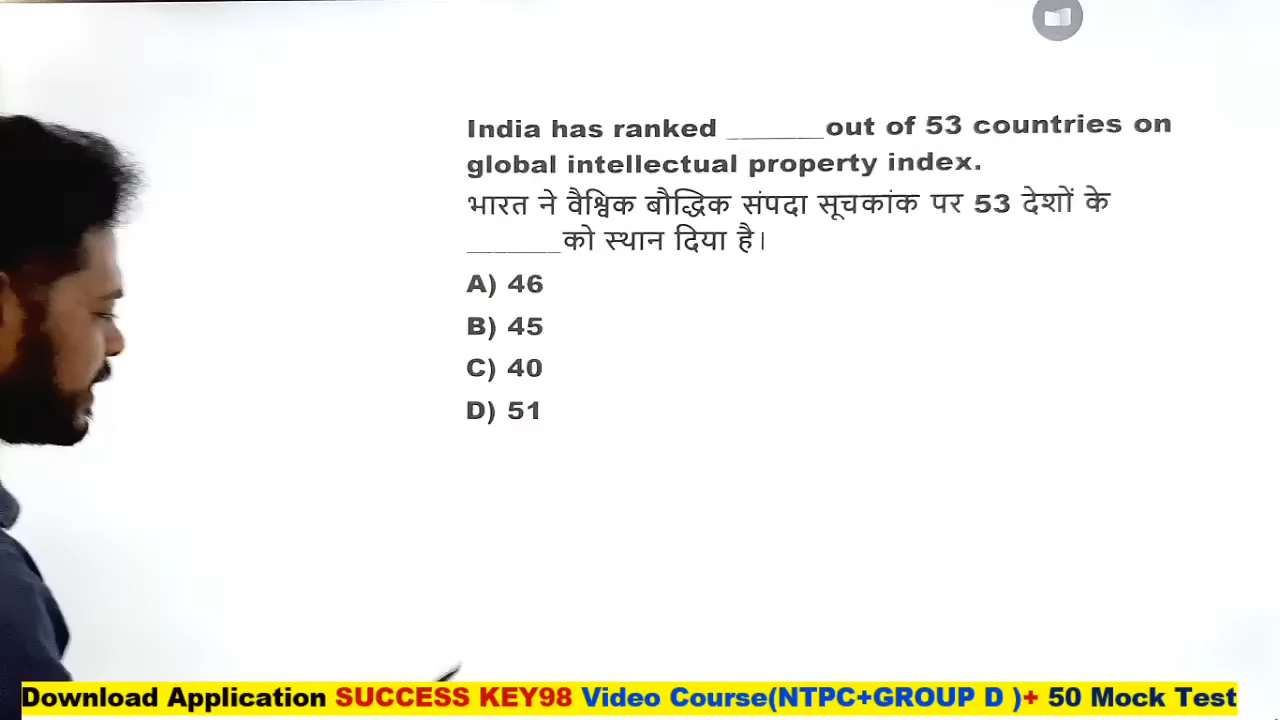 India has ranked _______out of 53 countries on
global intellectual property index.
भारत ने वैश्विक बौद्धिक संपदा सूचकांक पर 53 देशों के
_______को स्थान दिया है।
A) 46
B) 45
C) 40
D) 51
Download Application SUCCESS KEY98 Video Course(NTPC+GROUP D )+ 50 Mock Test